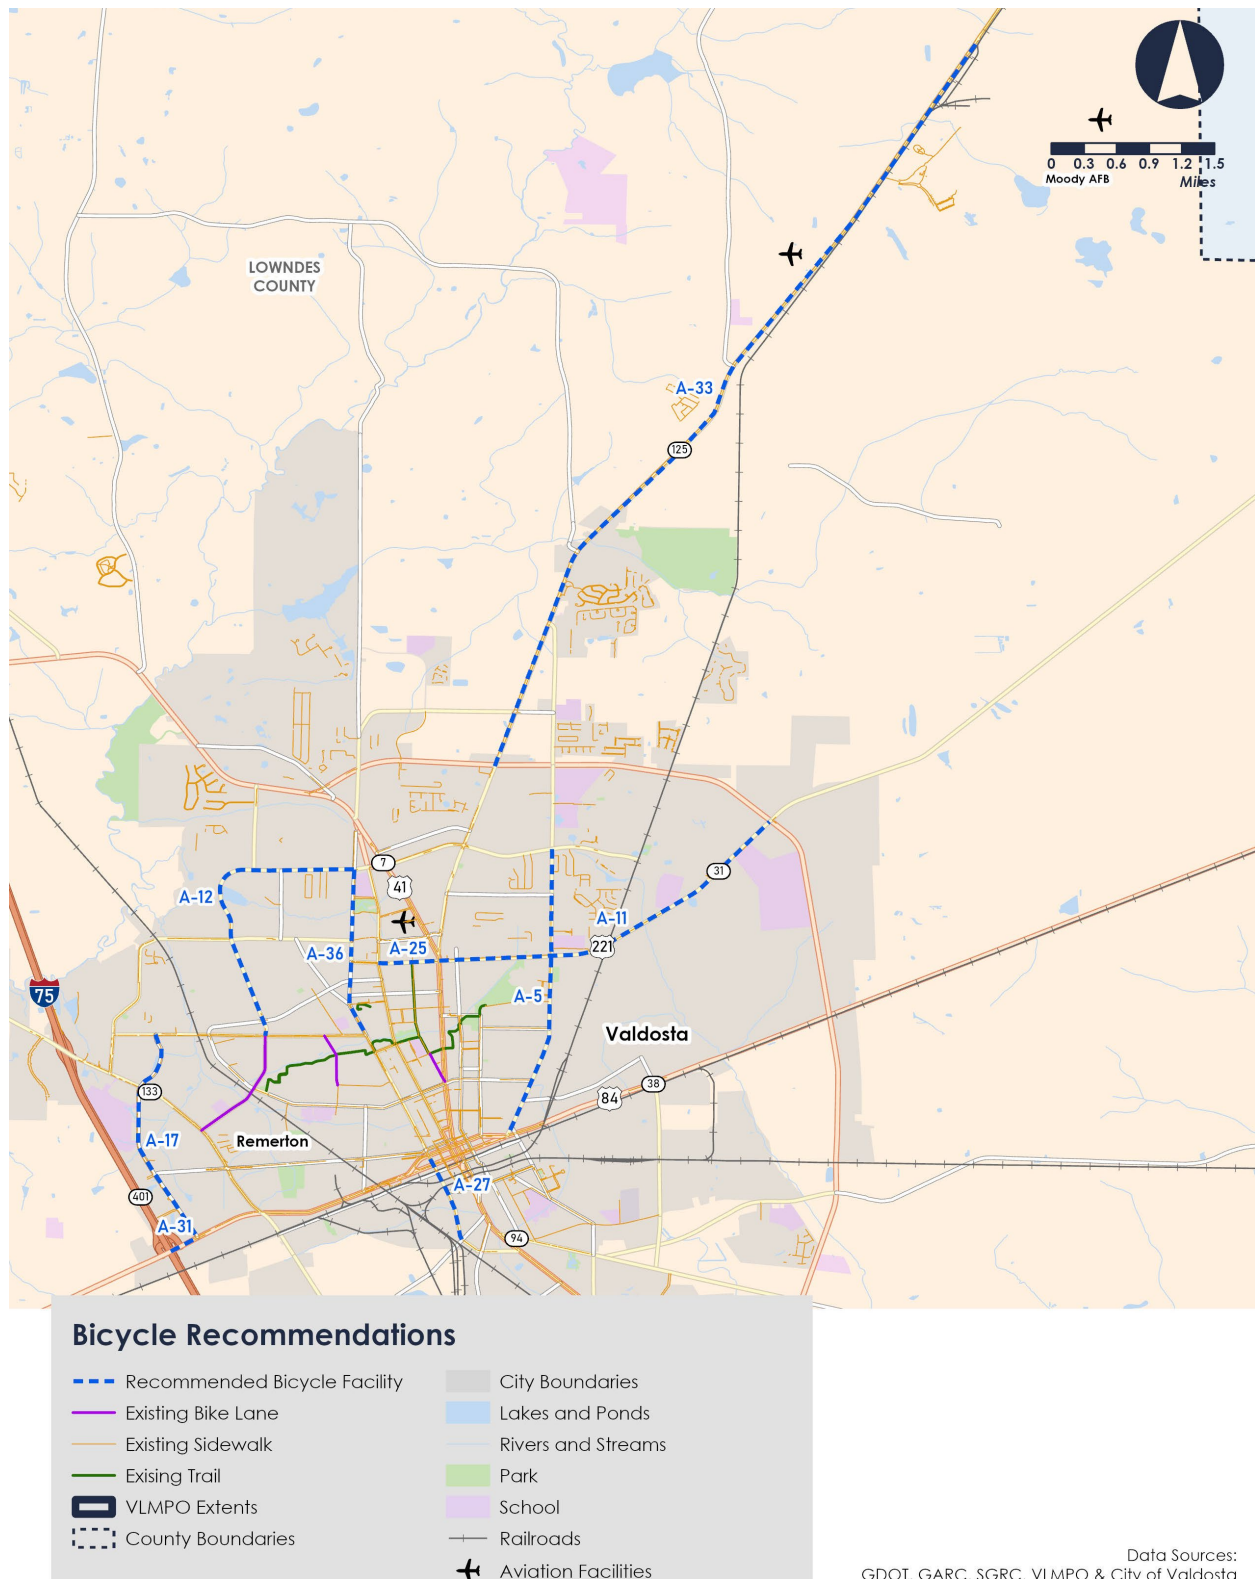 0 0.3 0.6 0.9 1.2 1.5
Moody AFB
Miles
LOWNDES
COUNTY
A-33
125
7
41
31
A-12
A-11
A-36
A-25
221
75
A-5
Valdosta
38
84
133
Remerton
A-17
A-27
401
A-31
94
Bicycle Recommendations
Recommended Bicycle Facility
Existing Bike Lane
Existing Sidewalk
Exising Trail
VLMPO Extents
County Boundaries
City Boundaries
Lakes and Ponds
Rivers and Streams
Park
School
Railroads
Aviation Facilities
Data Sources:
GDOT, GARC, SGRC, VLMPO & City of Valdosta